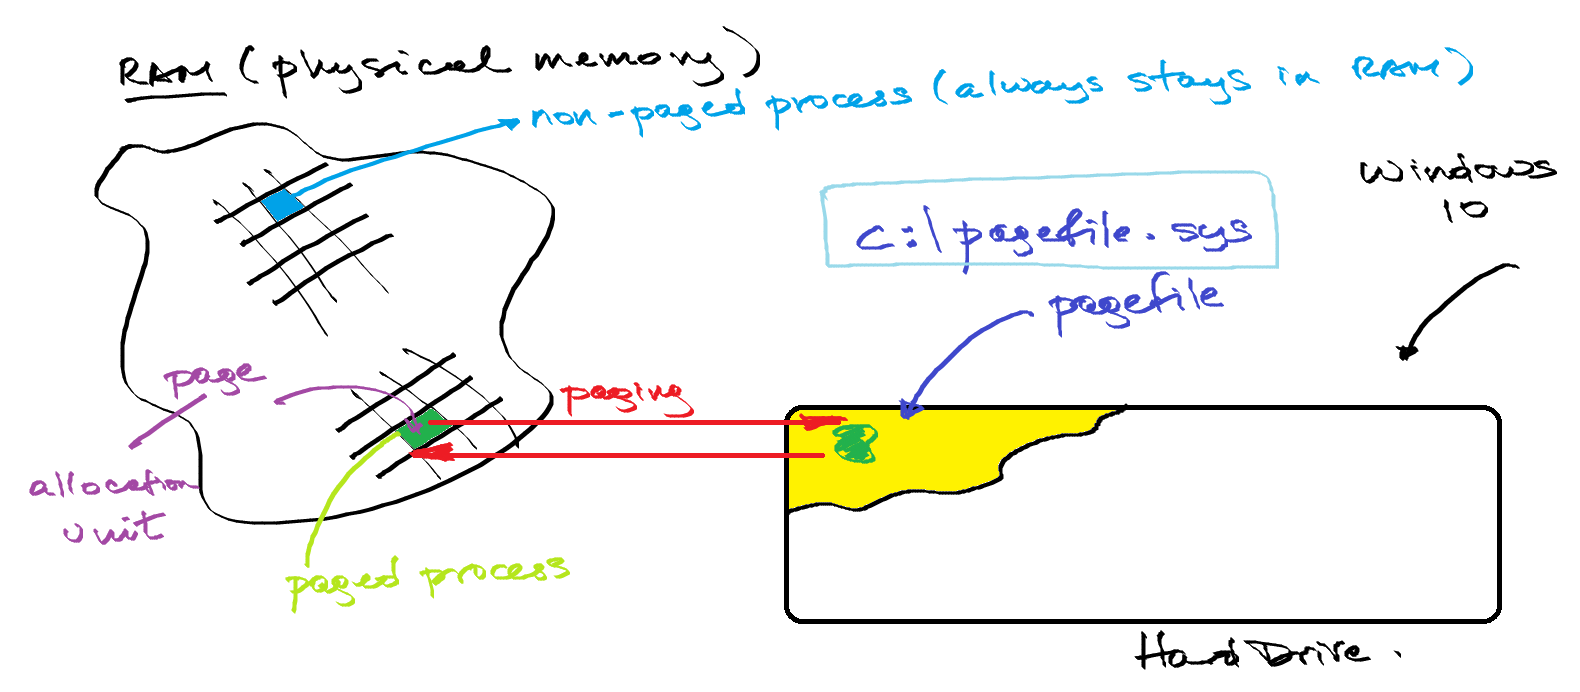 RAM (physical memory)
non-paged process (always stays in RAM)
Windows
10
c:\pagefile.sys
pagefile
page
paging
allocation
unit
paged process
Hard Drive.